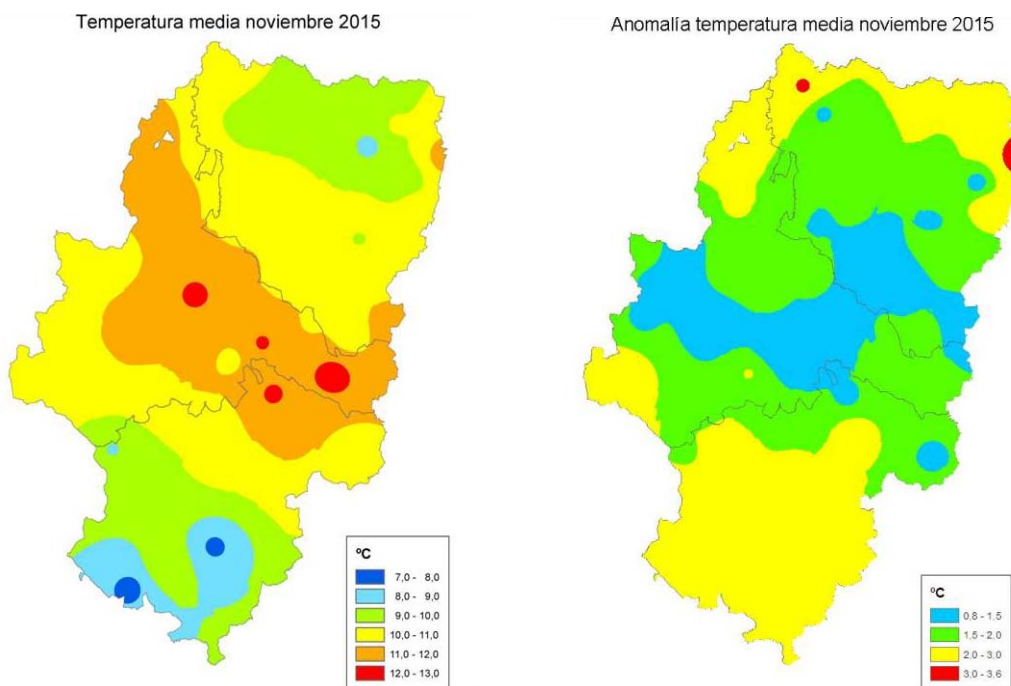 Temperatura media noviembre 2015
Anomalía temperatura media noviembre 2015
ºC
7,0 - 8,0
8,0 - 9,0
9,0 - 10,0
10,0 - 11,0
11,0 - 12,0
12,0 - 13,0
ºC
0.8 - 1.5
1.5 - 2.0
2.0 - 3.0
3.0 - 3.6